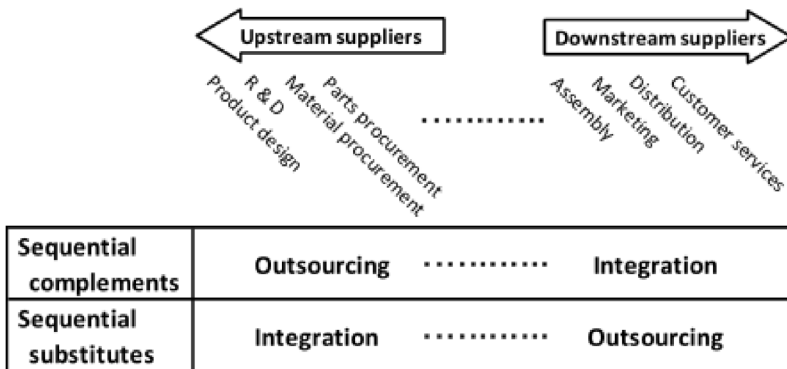 Upstream suppliers
Downstream suppliers
Product design
R & D
Material procurement
Parts procurement
Assembly
Marketing
Distribution
Customer services
Sequential
complements
Outsourcing
Integration
Sequential
substitutes
Integration
Outsourcing